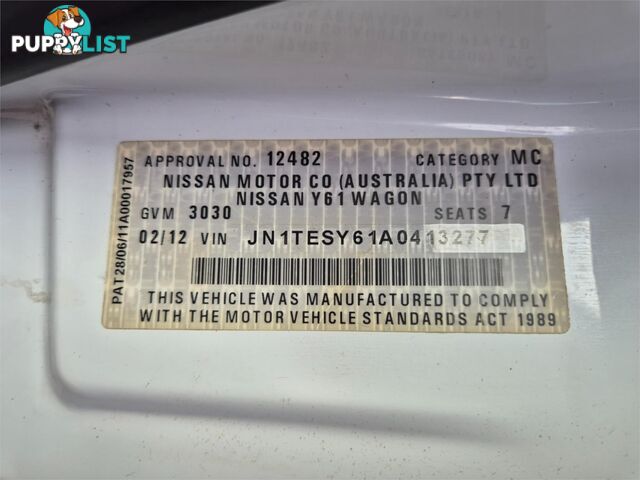 PUPPYLIST
APPROVAL NO. 12482 CATEGORY MC
NISSAN MOTOR CO (AUSTRALIA) PTY LTD
NISSAN Y61 WAGON
GVM 3030 SEATS 7
02/12 VIN JN1TESY61A0413277
THIS VEHICLE WAS MANUFACTURED TO COMPLY
WITH THE MOTOR VEHICLE STANDARDS ACT 1989
PAT 28/06/11A00017957